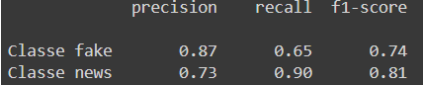 precision recall f1-score
Classe fake 0.87 0.65 0.74
Classe news 0.73 0.90 0.81